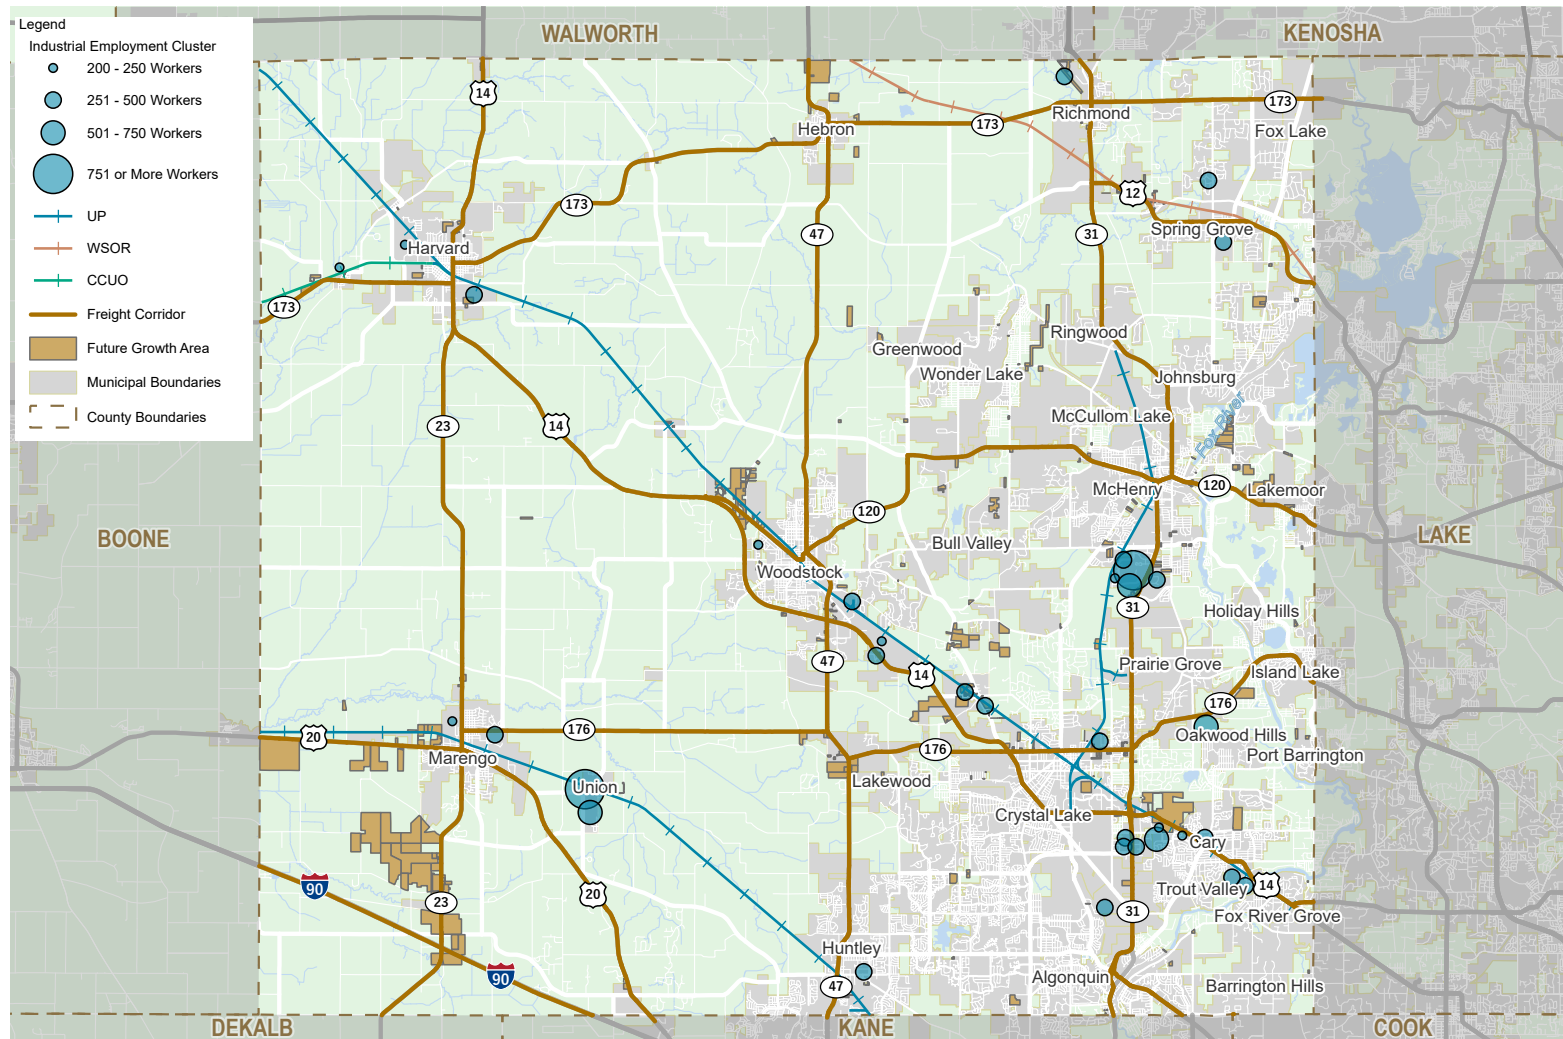 Legend
Industrial Employment Cluster
200 - 250 Workers
251 - 500 Workers
501 - 750 Workers
751 or More Workers
UP
WSOR
CCUO
Freight Corridor
Future Growth Area
Municipal Boundaries
County Boundaries
WALWORTH
KENOSHA
14
173
Richmond
Hebron
173
Fox Lake
12
173
47
31
Spring Grove
Harvard
173
Ringwood
Greenwood
Wonder Lake
Johnsburg
McCullom Lake
23
14
Fox River
McHenry
120
Lakemoor
120
BOONE
LAKE
Bull Valley
Woodstock
31
Holiday Hills
47
Prairie Grove
14
Island Lake
176
20
176
Oakwood Hills
176
Port Barrington
Marengo
Lakewood
Union
Crystal Lake
Cary
90
20
14
Trout Valley
23
31
Fox River Grove
Huntley
90
47
Algonquin
Barrington Hills
DEKALB
KANE
COOK